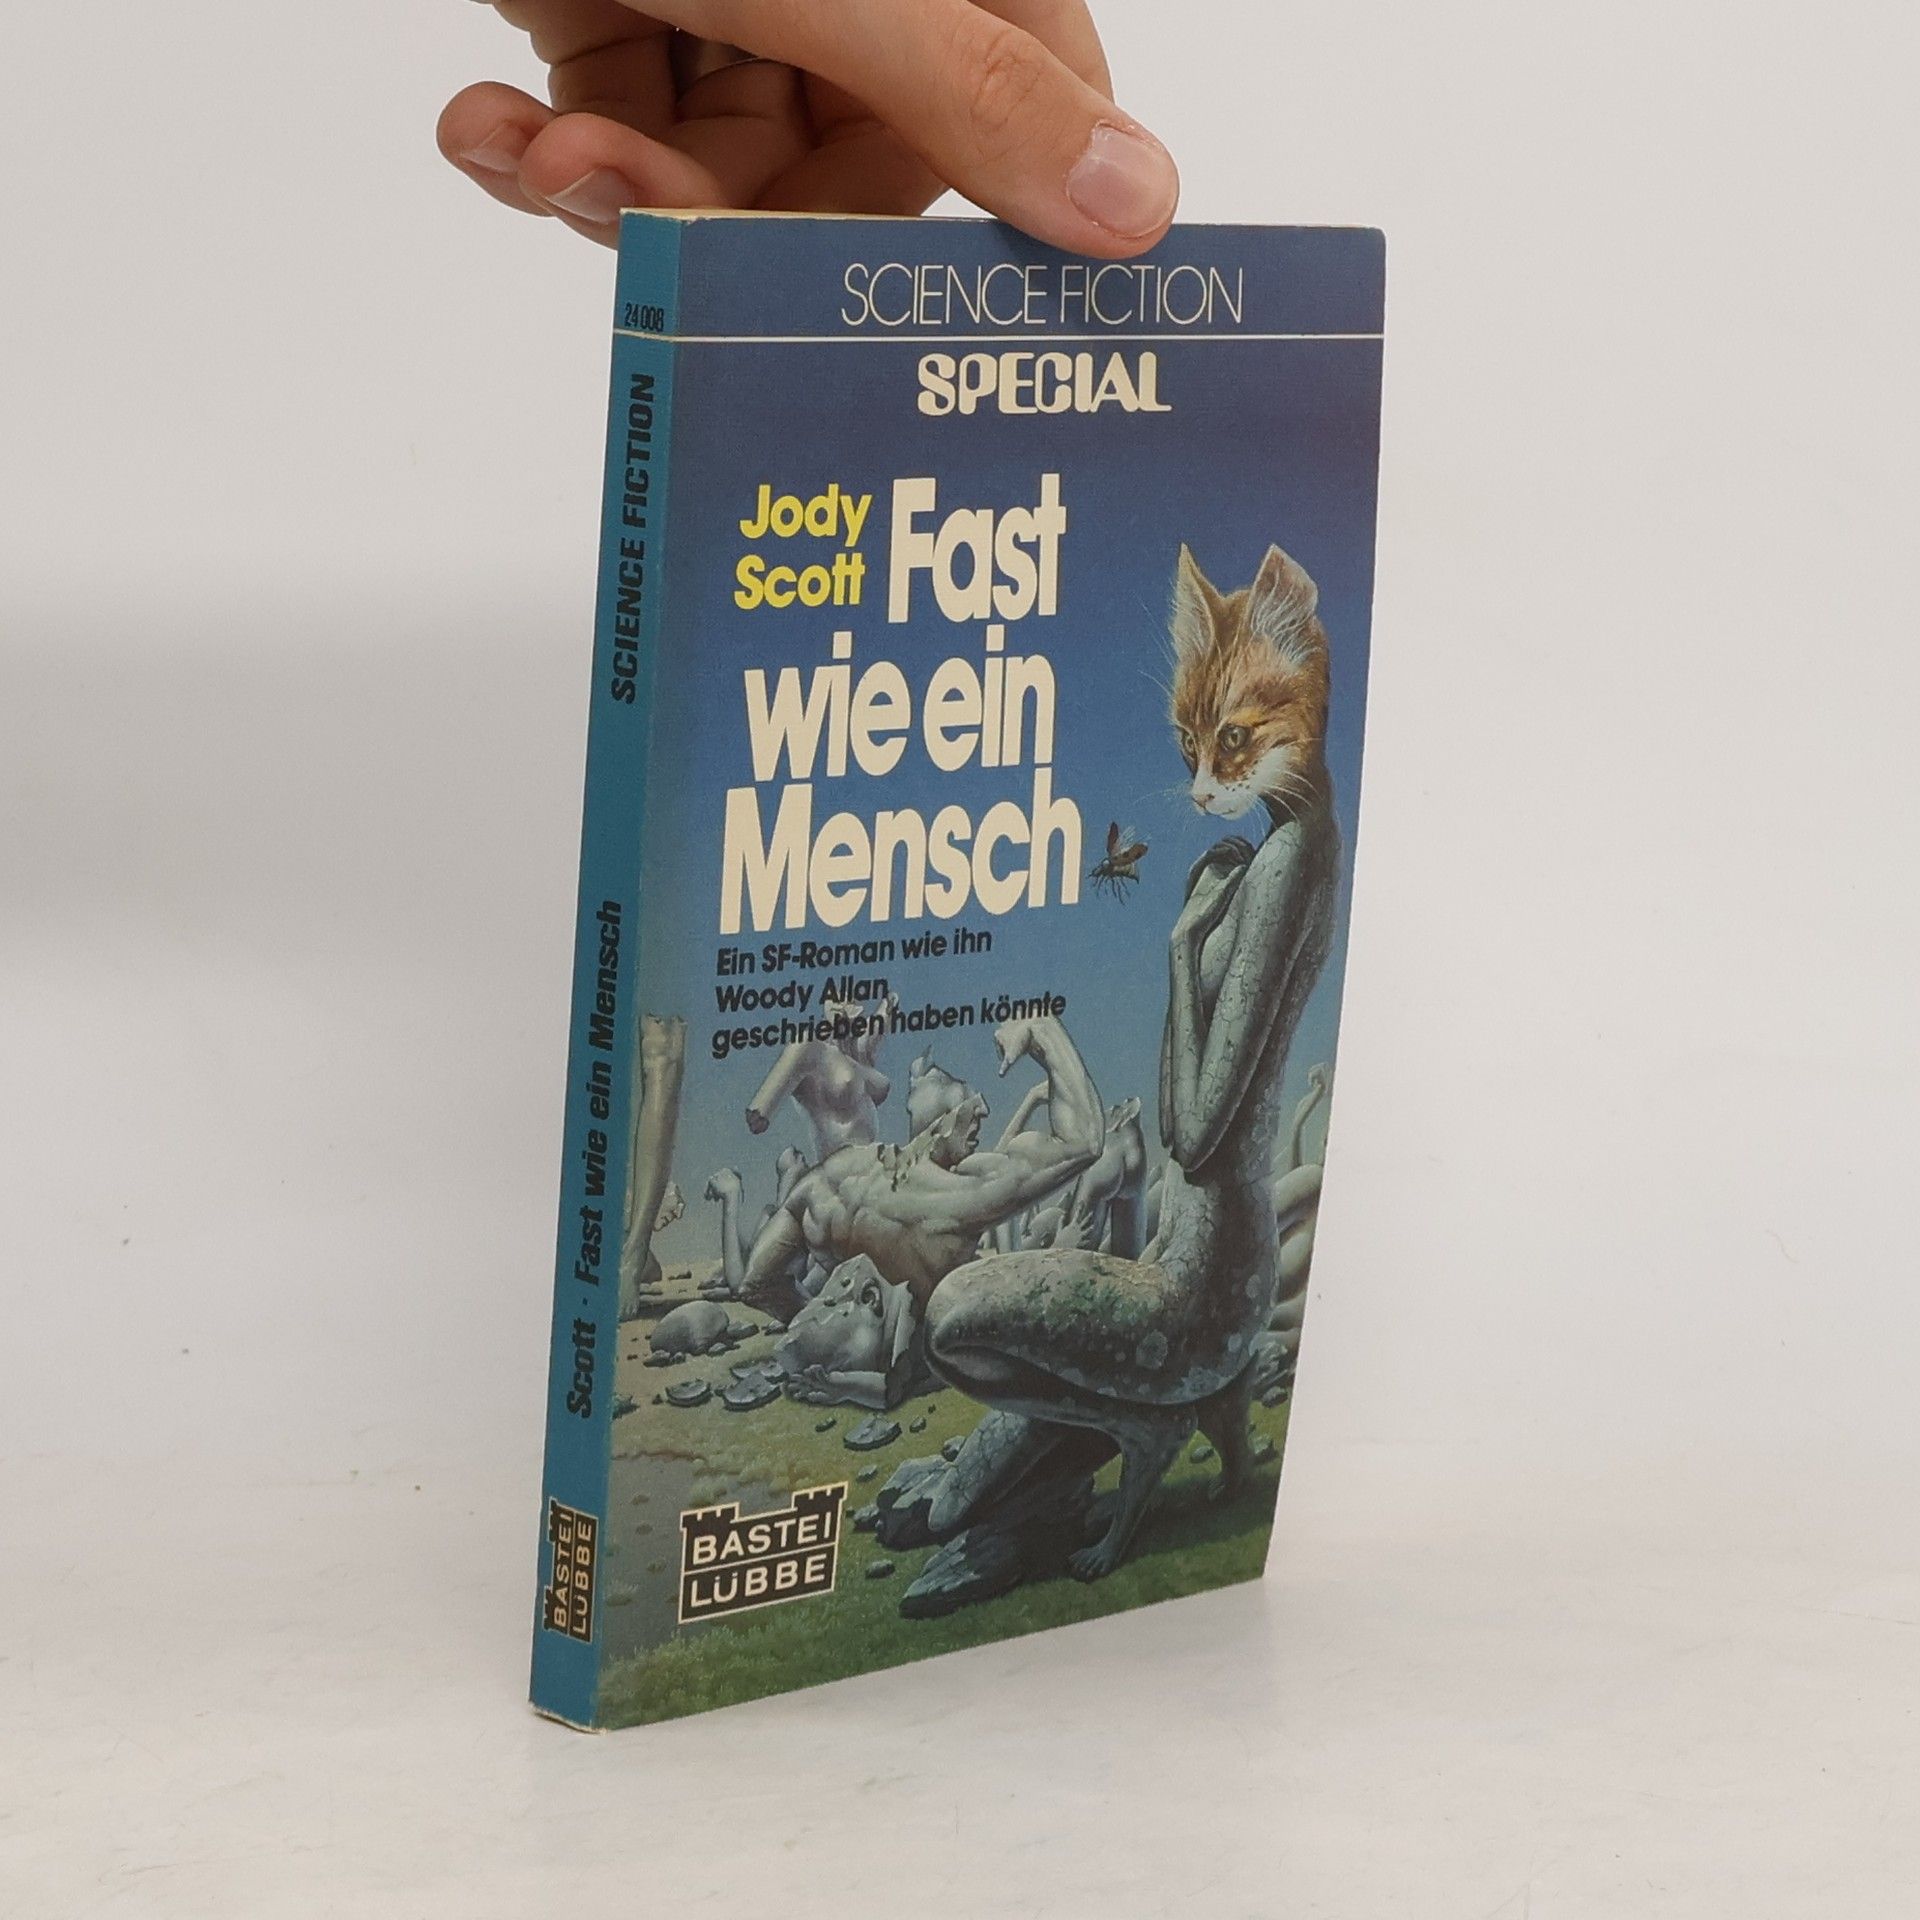 24 008
SCIENCE FICTION
Scott · Fast wie ein Mensch
BASTEI
LÜBBE
SCIENCE FICTION
SPECIAL
Jody
Scott
Fast
wie ein
Mensch
Ein SF-Roman wie ihn
Woody Allan
geschrieben haben könnte
BASTEI
LÜBBE